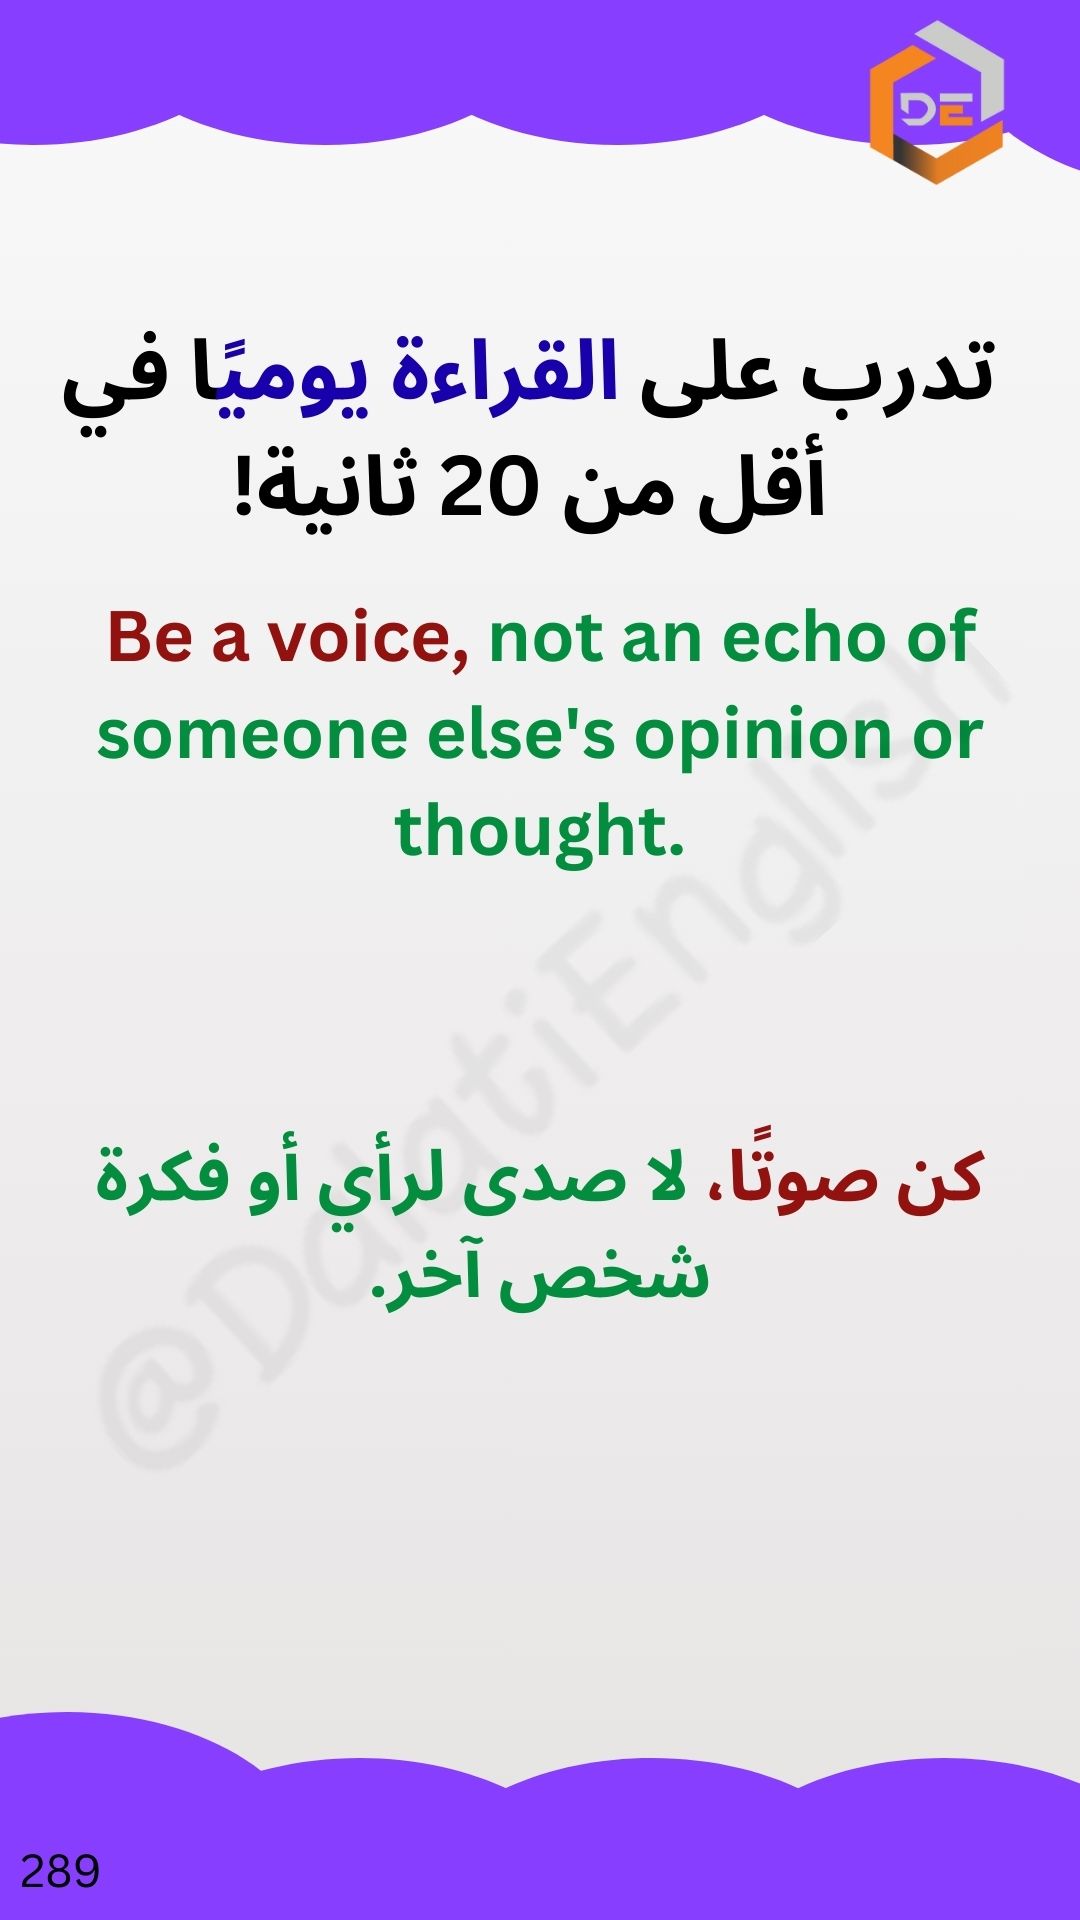 DE
تدرب على القراءة يوميًا في
أقل من 20 ثانية!
Be a voice, not an echo of
someone else's opinion or
thought.
كن صوتًا، لا صدى لرأي أو فكرة
شخص آخر.
@DalatiEnglish
289